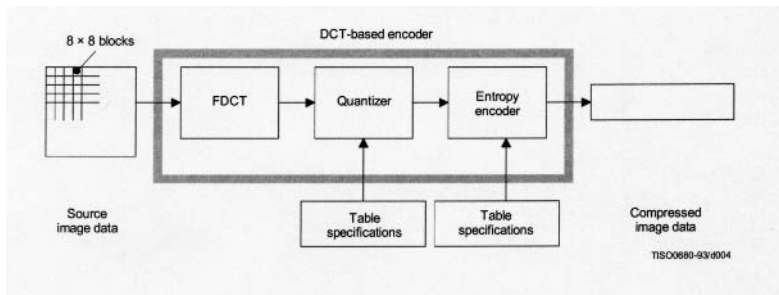 DCT-based encoder
8 × 8 blocks
FDCT
Quantizer
Entropy
encoder
Source
image data
Table
specifications
Table
specifications
Compressed
image data
TISO0680-93/d004